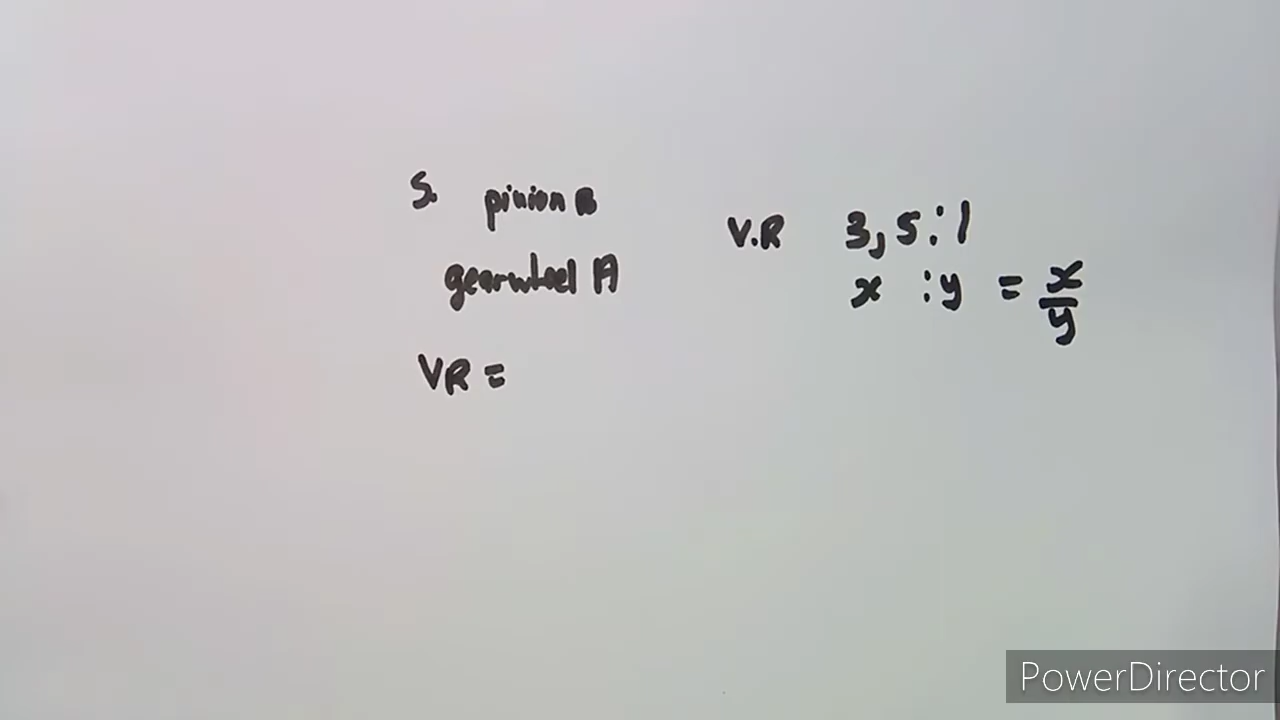 5. pinion B
gearwheel A
VR =
V.R 3,5:1
x :y = x/y
PowerDirector